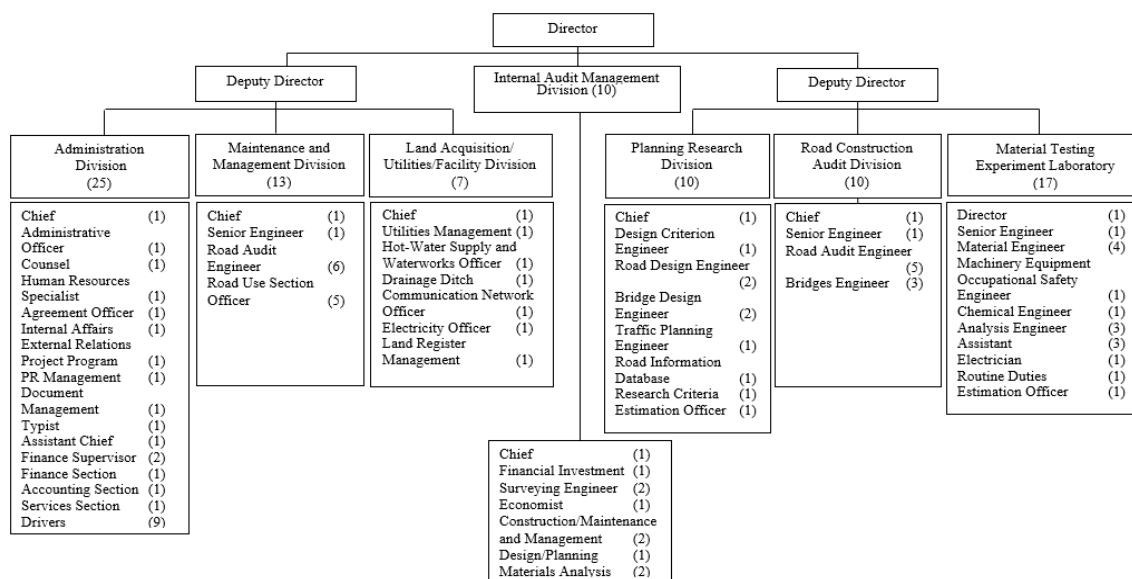 Director
Deputy Director
Internal Audit Management
Division (10)
Deputy Director
Administration
Division
(25)
Maintenance and
Management Division
(13)
Land Acquisition/
Utilities/Facility Division
(7)
Planning Research
Division
(10)
Road Construction
Audit Division
(10)
Material Testing
Experiment Laboratory
(17)
Chief (1)
Administrative
Officer (1)
Counsel (1)
Human Resources
Specialist (1)
Agreement Officer (1)
Internal Affairs (1)
External Relations
Project Program (1)
PR Management (1)
Document
Management (1)
Typist (1)
Assistant Chief (1)
Finance Supervisor (2)
Finance Section (1)
Accounting Section (1)
Services Section (1)
Drivers (9)
Chief (1)
Senior Engineer (1)
Road Audit
Engineer (6)
Road Use Section
Officer (5)
Chief (1)
Utilities Management (1)
Hot-Water Supply and
Waterworks Officer (1)
Drainage Ditch (1)
Communication Network
Officer (1)
Electricity Officer (1)
Land Register
Management (1)
Chief (1)
Design Criterion
Engineer (1)
Road Design Engineer
(2)
Bridge Design
Engineer (2)
Traffic Planning
Engineer (1)
Road Information
Database (1)
Research Criteria (1)
Estimation Officer (1)
Chief (1)
Senior Engineer (1)
Road Audit Engineer
(5)
Bridges Engineer (3)
Director (1)
Senior Engineer (1)
Material Engineer (4)
Machinery Equipment
Occupational Safety
Engineer (1)
Chemical Engineer (1)
Analysis Engineer (3)
Assistant (3)
Electrician (1)
Routine Duties (1)
Estimation Officer (1)
Chief (1)
Financial Investment (1)
Surveying Engineer (2)
Economist (1)
Construction/Maintenance
and Management (2)
Design/Planning (1)
Materials Analysis (2)